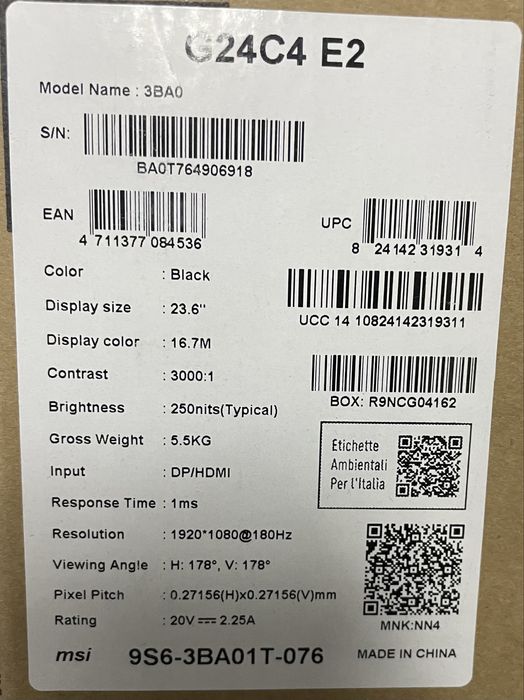 G24C4 E2
Model Name : 3BA0
S/N:
BA0T764906918
EAN
4 711377 084536
UPC
8 24142 31931 4
Color : Black
UCC 14 10824142319311
Display size : 23.6"
Display color : 16.7M
Contrast : 3000:1
BOX: R9NCG04162
Brightness : 250nits(Typical)
Gross Weight : 5.5KG
Etichette
Ambientali
Per l'Italia
Input : DP/HDMI
Response Time : 1ms
Resolution : 1920*1080@180Hz
Viewing Angle : H: 178°, V: 178°
Pixel Pitch : 0.27156(H)x0.27156(V)mm
Rating : 20V ⎓ 2.25A
MNK:NN4
msi 9S6-3BA01T-076 MADE IN CHINA